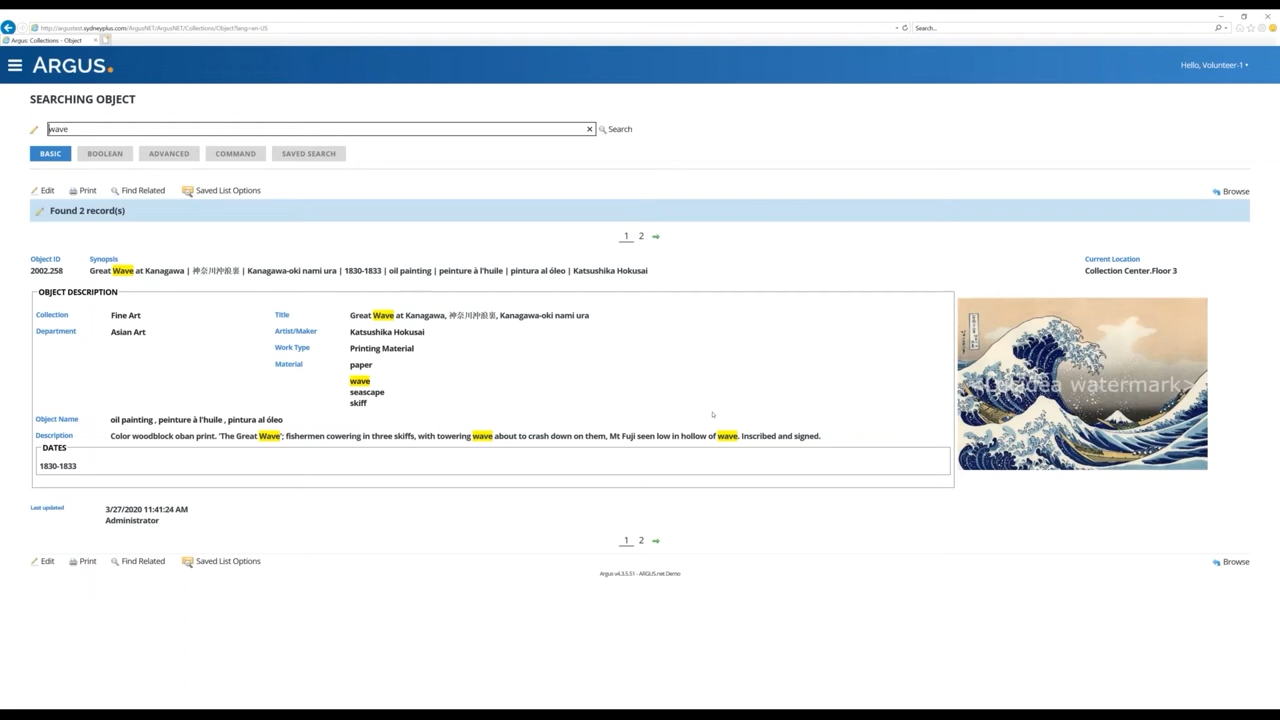 http://argustest.sydneyplus.com/ArgusNET/ArgusNET/Collections/Object?lang=en-US
Search...
Argus: Collections - Object
ARGUS.
Hello, Volunteer-1
SEARCHING OBJECT
wave
Search
BASIC BOOLEAN ADVANCED COMMAND SAVED SEARCH
Edit Print Find Related Saved List Options Browse
Found 2 record(s)
1 2
Object ID Synopsis Current Location
2002.258 Great Wave at Kanagawa | 神奈川沖浪裏 | Kanagawa-oki nami ura | 1830-1833 | oil painting | peinture à l'huile | pintura al óleo | Katsushika Hokusai Collection Center.Floor 3
OBJECT DESCRIPTION
Collection Fine Art Title Great Wave at Kanagawa, 神奈川沖浪裏, Kanagawa-oki nami ura
Department Asian Art Artist/Maker Katsushika Hokusai
Work Type Printing Material
Material paper
wave
seascape
skiff
Object Name oil painting , peinture à l'huile , pintura al óleo
Description Color woodblock oban print. 'The Great Wave'; fishermen cowering in three skiffs, with towering wave about to crash down on them, Mt Fuji seen low in hollow of wave. Inscribed and signed.
DATES
1830-1833
Last updated 3/27/2020 11:41:24 AM
Administrator
1 2
Edit Print Find Related Saved List Options Browse
Argus v4.3.5.51 - ARGUS.net Demo
watermark>